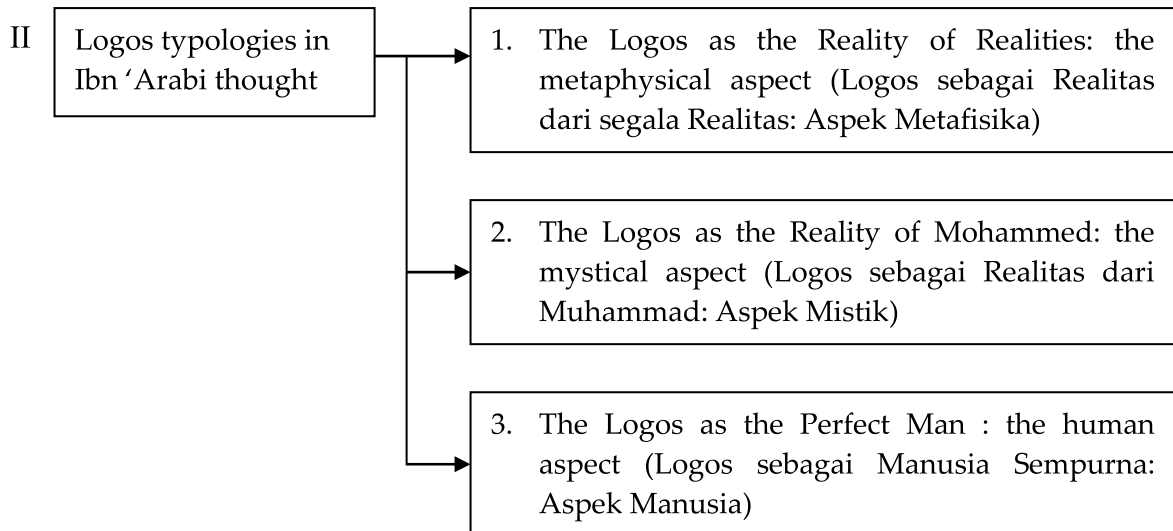 II
Logos typologies in
Ibn ‘Arabi thought
1. The Logos as the Reality of Realities: the
metaphysical aspect (Logos sebagai Realitas
dari segala Realitas: Aspek Metafisika)
2. The Logos as the Reality of Mohammed: the
mystical aspect (Logos sebagai Realitas dari
Muhammad: Aspek Mistik)
3. The Logos as the Perfect Man : the human
aspect (Logos sebagai Manusia Sempurna:
Aspek Manusia)